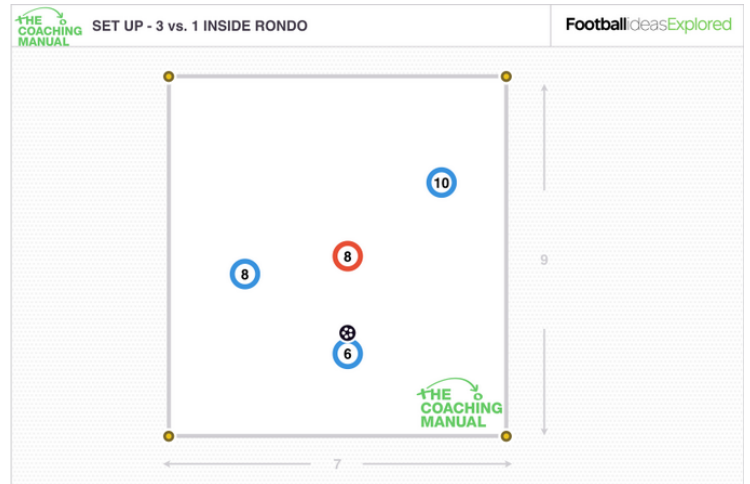 THE
COACHING
MANUAL
SET UP - 3 vs. 1 INSIDE RONDO
FootballIdeasExplored
10
8
8
9
6
THE
COACHING
MANUAL
7